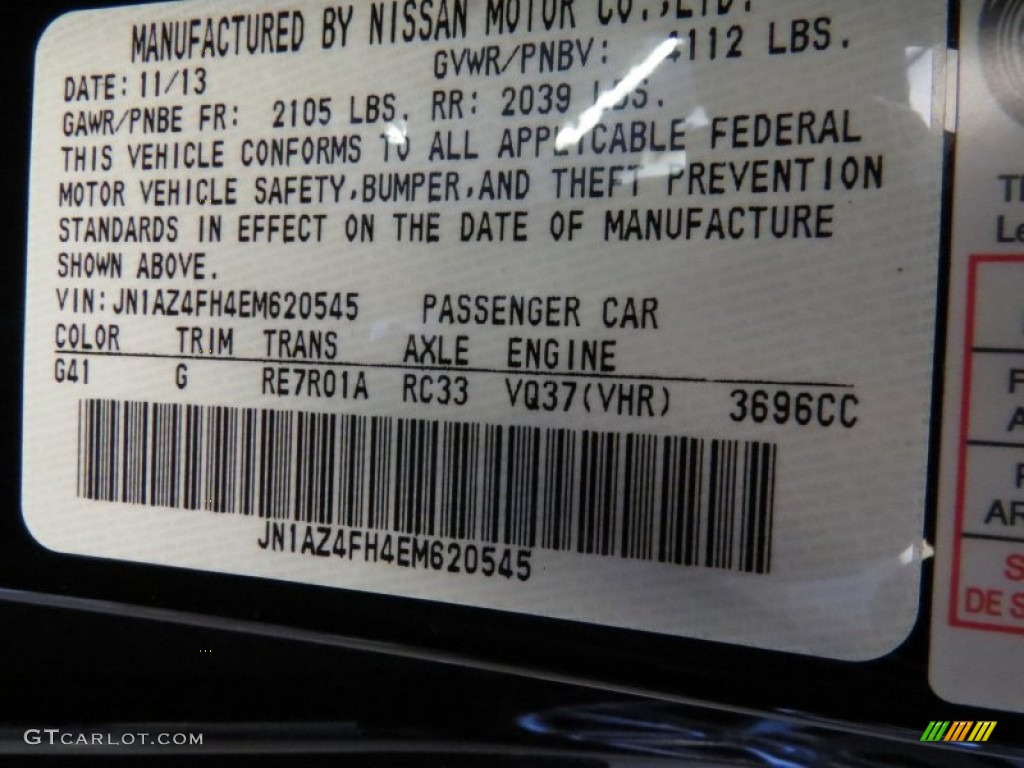 MANUFACTURED BY NISSAN MOTOR CO.,LTD.
DATE: 11/13 GVWR/PNBV: 4112 LBS.
GAWR/PNBE FR: 2105 LBS. RR: 2039 LBS.
THIS VEHICLE CONFORMS TO ALL APPLICABLE FEDERAL
MOTOR VEHICLE SAFETY,BUMPER,AND THEFT PREVENTION
STANDARDS IN EFFECT ON THE DATE OF MANUFACTURE
SHOWN ABOVE.
VIN: JN1AZ4FH4EM620545 PASSENGER CAR
COLOR TRIM TRANS AXLE ENGINE
G41 G RE7R01A RC33 VQ37(VHR) 3696CC
JN1AZ4FH4EM620545
DE S
GTCARLOT.COM